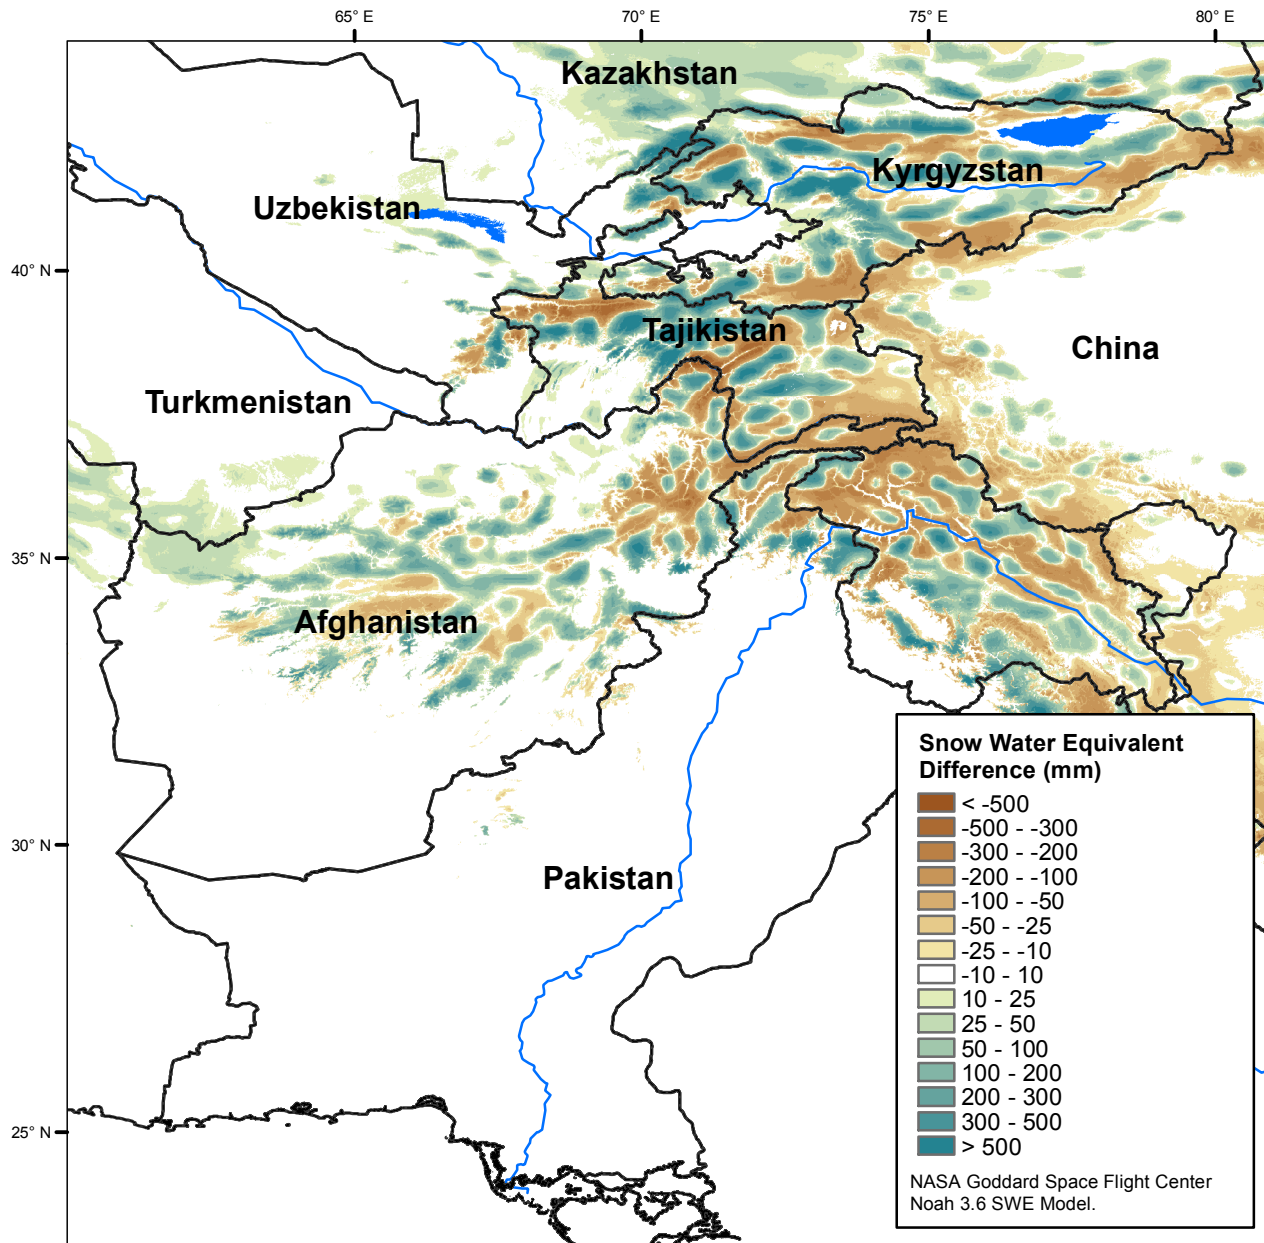 65° E
70° E
75° E
80° E
Kazakhstan
Kyrgyzstan
Uzbekistan
40° N
Tajikistan
China
Turkmenistan
35° N
Afghanistan
30° N
Pakistan
25° N
Snow Water Equivalent
Difference (mm)
< -500
-500 - -300
-300 - -200
-200 - -100
-100 - -50
-50 - -25
-25 - -10
-10 - 10
10 - 25
25 - 50
50 - 100
100 - 200
200 - 300
300 - 500
> 500
NASA Goddard Space Flight Center
Noah 3.6 SWE Model.